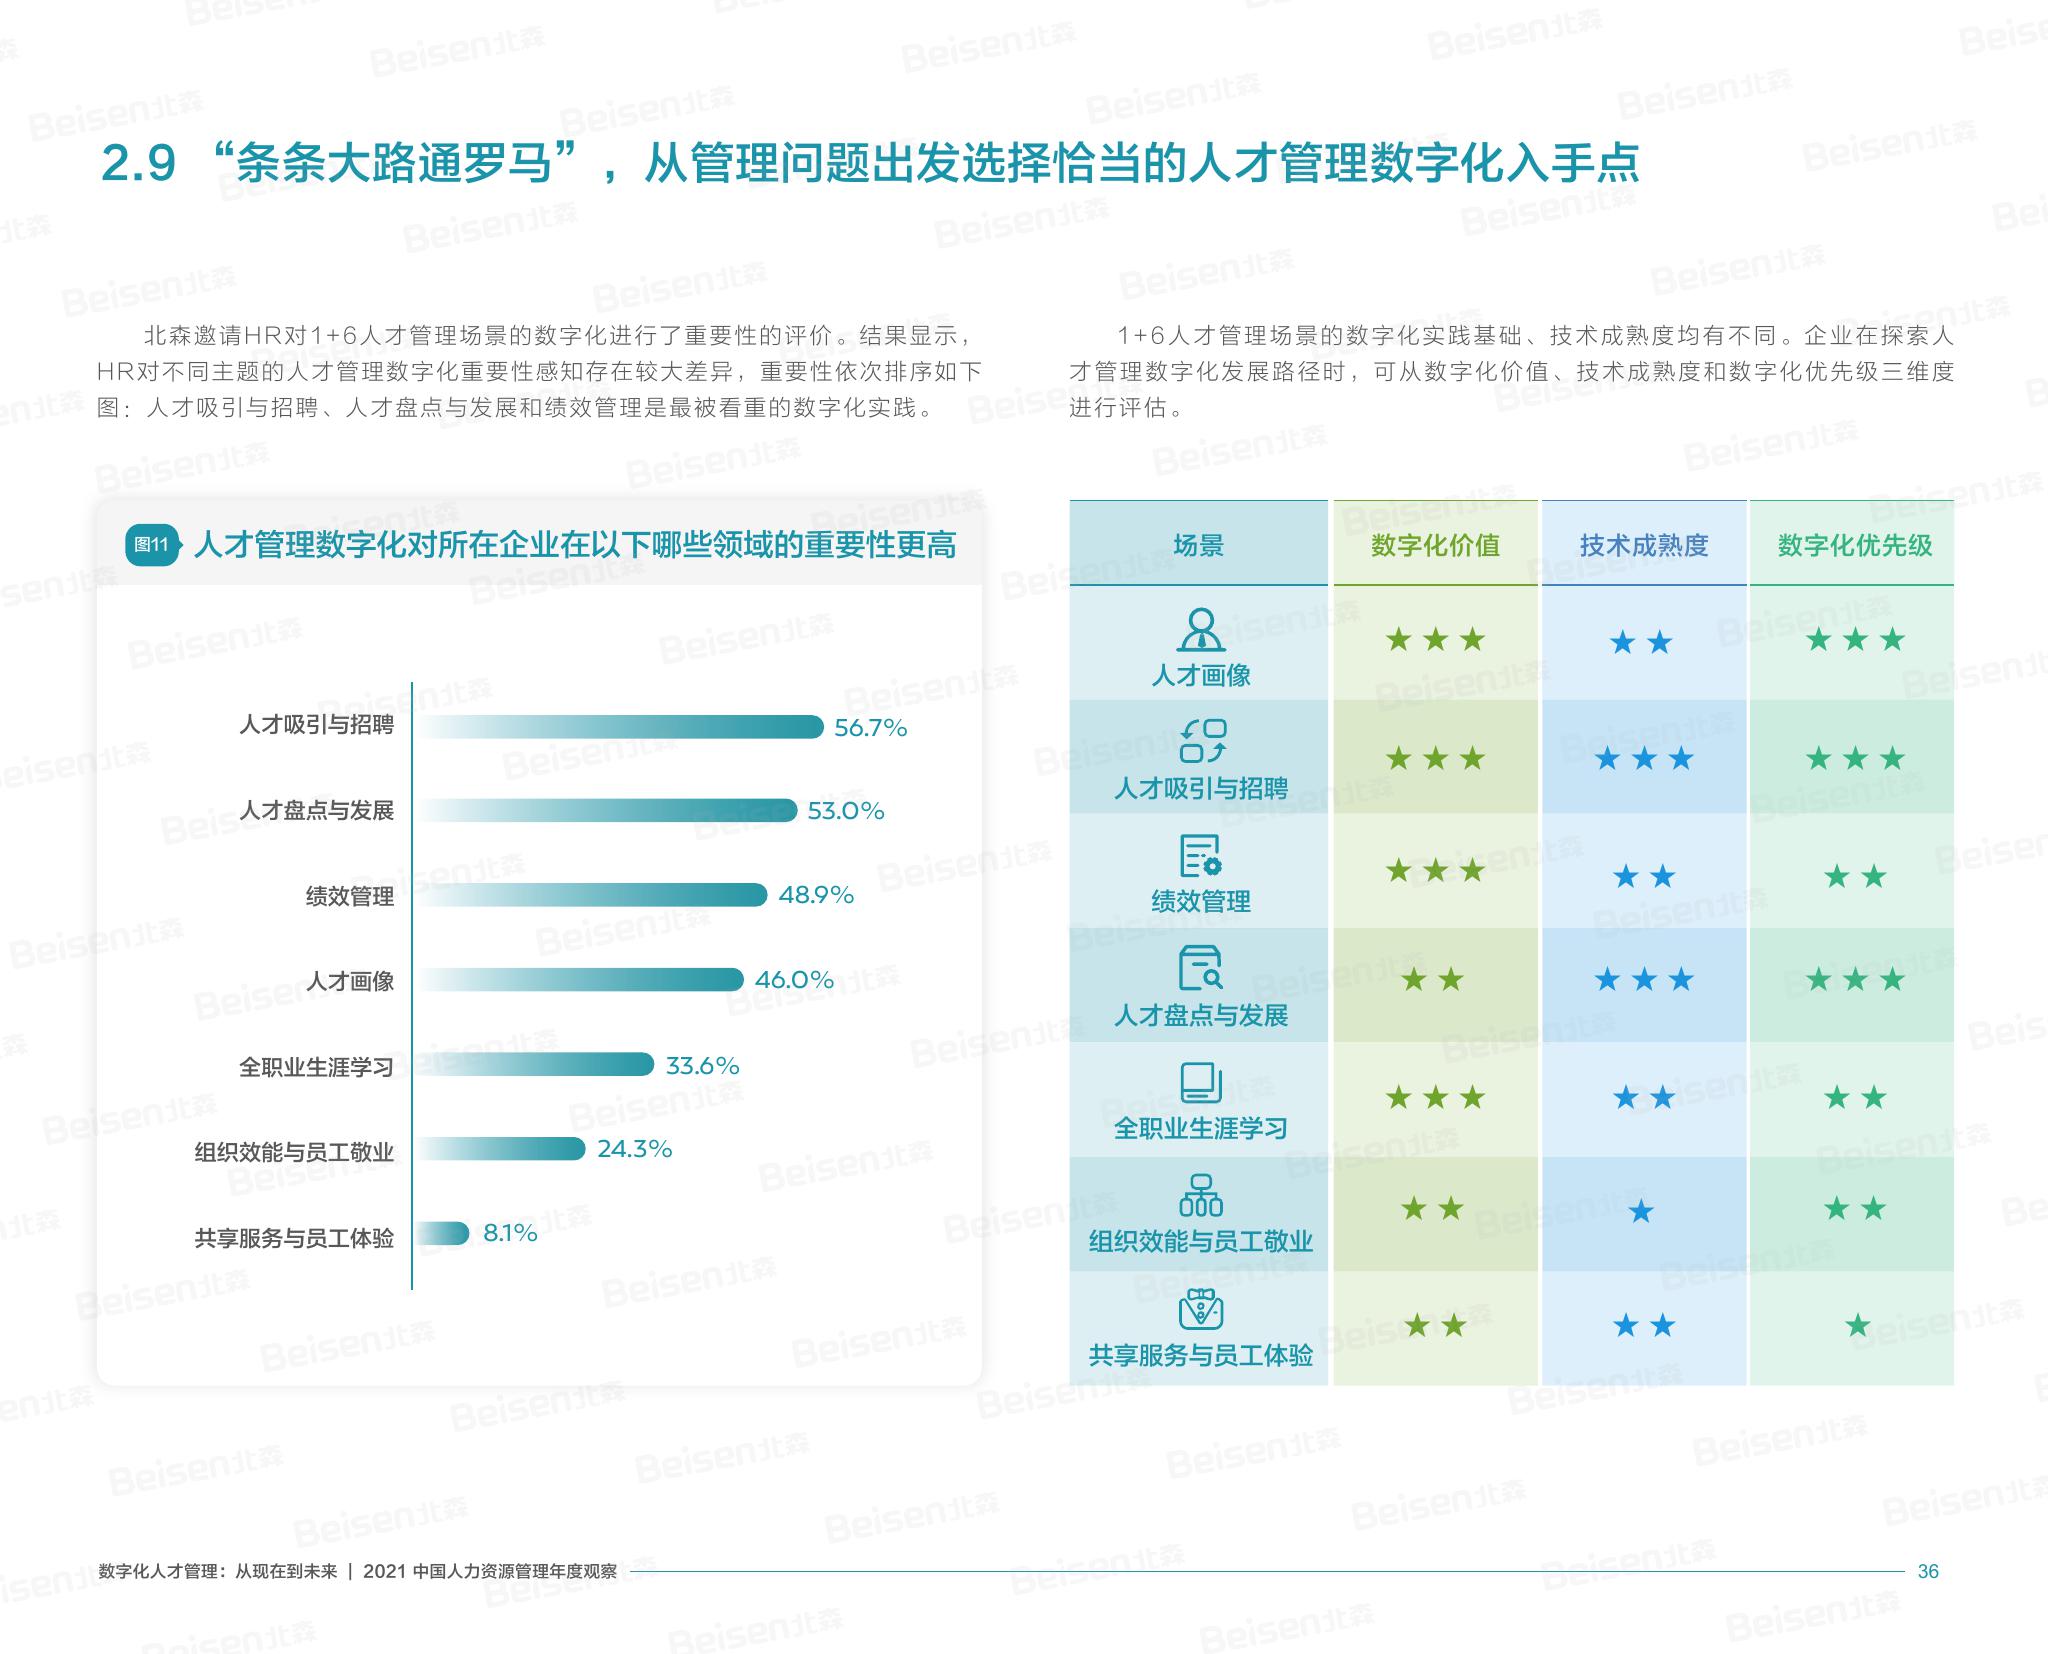 2.9 “条条大路通罗马”，从管理问题出发选择恰当的人才管理数字化入手点
北森邀请HR对1+6人才管理场景的数字化进行了重要性的评价。结果显示，
HR对不同主题的人才管理数字化重要性感知存在较大差异，重要性依次排序如下
图：人才吸引与招聘、人才盘点与发展和绩效管理是最被看重的数字化实践。
1+6人才管理场景的数字化实践基础、技术成熟度均有不同。企业在探索人
才管理数字化发展路径时，可从数字化价值、技术成熟度和数字化优先级三维度
进行评估。
图11 人才管理数字化对所在企业在以下哪些领域的重要性更高
人才吸引与招聘 56.7%
人才盘点与发展 53.0%
绩效管理 48.9%
人才画像 46.0%
全职业生涯学习 33.6%
组织效能与员工敬业 24.3%
共享服务与员工体验 8.1%
场景 数字化价值 技术成熟度 数字化优先级
人才画像 ★★★ ★★ ★★★
人才吸引与招聘 ★★★ ★★★ ★★★
绩效管理 ★★★ ★★ ★★
人才盘点与发展 ★★ ★★★ ★★★
全职业生涯学习 ★★★ ★★ ★★
组织效能与员工敬业 ★★ ★ ★★
共享服务与员工体验 ★★ ★★ ★
数字化人才管理：从现在到未来 | 2021 中国人力资源管理年度观察 36
Beisen北森